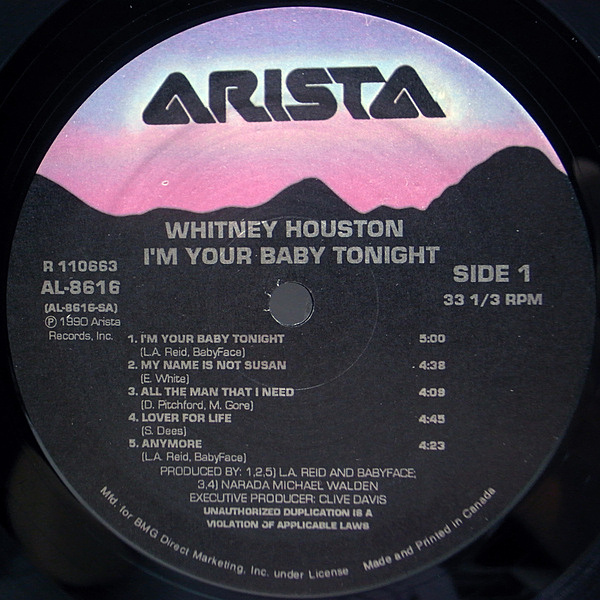 ARISTA
WHITNEY HOUSTON
I'M YOUR BABY TONIGHT
R 110663
AL-8616
(AL-8616-SA)
℗ 1990 Arista
Records, Inc.
SIDE 1
33 1/3 RPM
1. I'M YOUR BABY TONIGHT 5:00
(L.A. Reid, BabyFace)
2. MY NAME IS NOT SUSAN 4:38
(E. White)
3. ALL THE MAN THAT I NEED 4:09
(D. Pitchford, M. Gore)
4. LOVER FOR LIFE 4:45
(S. Dees)
5. ANYMORE 4:23
(L.A. Reid, BabyFace)
PRODUCED BY: 1,2,5) L.A. REID AND BABYFACE;
3,4) NARADA MICHAEL WALDEN
EXECUTIVE PRODUCER: CLIVE DAVIS
UNAUTHORIZED DUPLICATION IS A
VIOLATION OF APPLICABLE LAWS
Mfd. for BMG Direct Marketing, Inc. under License Made and Printed in Canada